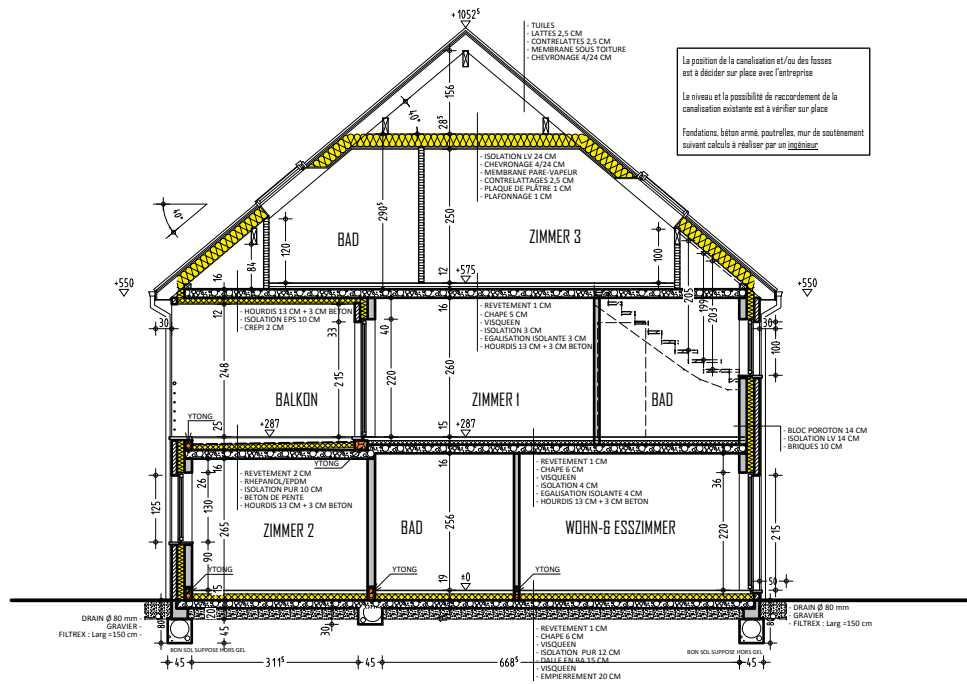 +1052⁵
- TUILES
- LATTES 2,5 CM
- CONTRELATTES 2,5 CM
- MEMBRANE SOUS TOITURE
- CHEVRONAGE 4/24 CM
La position de la canalisation et/ou des fosses
est à décider sur place avec l'entreprise
Le niveau et la possibilité de raccordement de la
canalisation existante est à vérifier sur place
Fondations, béton armé, poutrelles, mur de soutènement
suivant calculs à réaliser par un ingénieur
156
40°
28⁵
- ISOLATION LV 24 CM
- CHEVRONAGE 4/24 CM
- MEMBRANE PARE-VAPEUR
- CONTRELATTAGES 2,5 CM
- PLAQUE DE PLÂTRE 1 CM
- PLAFONNAGE 1 CM
40°
290⁵
250
120
84
100
BAD
ZIMMER 3
16
12
+575
+550
+550
205
199
203
12
- HOURDIS 13 CM + 3 CM BETON
- ISOLATION EPS 10 CM
- CREPI 2 CM
16
- REVETEMENT 1 CM
- CHAPE 5 CM
- VISQUEEN
- ISOLATION 3 CM
- EGALISATION ISOLANTE 3 CM
- HOURDIS 13 CM + 3 CM BETON
30
30
33
40
100
248
215
220
260
BALKON
ZIMMER 1
BAD
YTONG
25
+287
15
+287
- BLOC POROTON 14 CM
- ISOLATION LV 14 CM
- BRIQUES 10 CM
YTONG
16
- REVETEMENT 2 CM
- RHEPANOL/EPDM
- ISOLATION PUR 10 CM
- BETON DE PENTE
- HOURDIS 13 CM + 3 CM BETON
16
- REVETEMENT 1 CM
- CHAPE 6 CM
- VISQUEEN
- ISOLATION 4 CM
- EGALISATION ISOLANTE 4 CM
- HOURDIS 13 CM + 3 CM BETON
26
36
125
130
265
256
220
215
ZIMMER 2
BAD
WOHN-& ESSZIMMER
90
YTONG
YTONG
YTONG
15
19
±0
50
DRAIN Ø 80 mm -
GRAVIER -
FILTREX : Larg =150 cm -
80
20
45
30
80
- DRAIN Ø 80 mm
- GRAVIER
- FILTREX : Larg =150 cm
- REVETEMENT 1 CM
- CHAPE 6 CM
- VISQUEEN
- ISOLATION PUR 12 CM
- DALLE EN BA 15 CM
- VISQUEEN
- EMPIERREMENT 20 CM
BON SOL SUPPOSE HORS GEL
BON SOL SUPPOSE HORS GEL
45
311⁵
45
668⁵
45